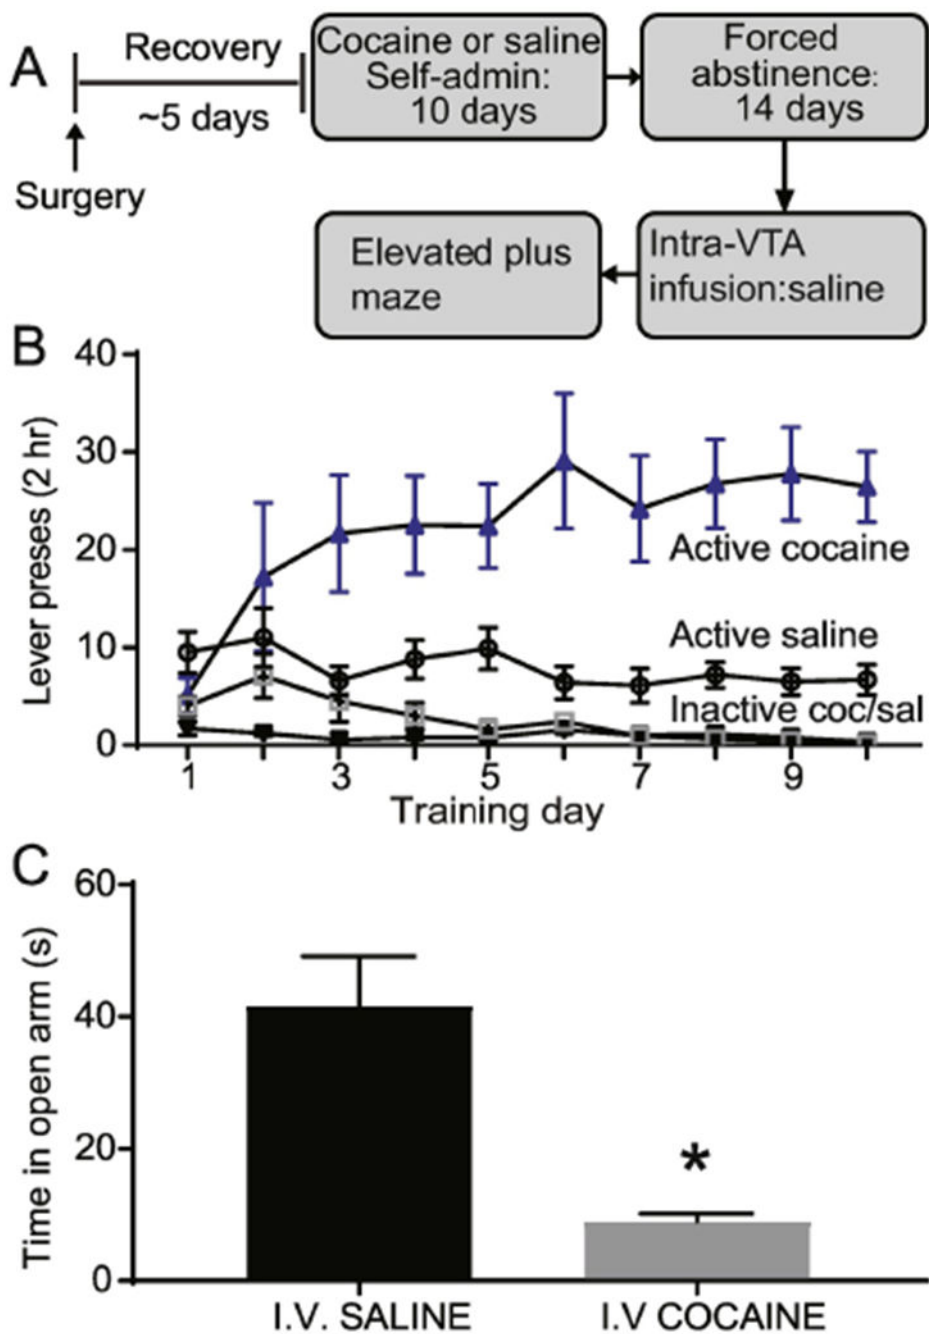 A
Recovery
~5 days
Surgery
Cocaine or saline
Self-admin:
10 days
Forced
abstinence:
14 days
Elevated plus
maze
Intra-VTA
infusion:saline
B
Lever preses (2 hr)
40
30
20
10
0
Active cocaine
Active saline
Inactive coc/sal
1 3 5 7 9
Training day
C
Time in open arm (s)
60
40
20
0
*
I.V. SALINE I.V COCAINE